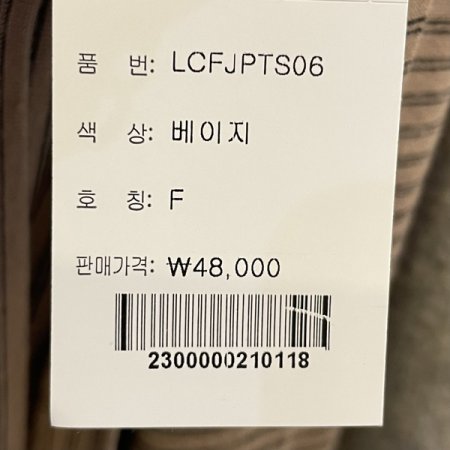 품 번: LCFJPTS06
색 상: 베이지
호 칭: F
판매가격: ₩48,000
2300000210118